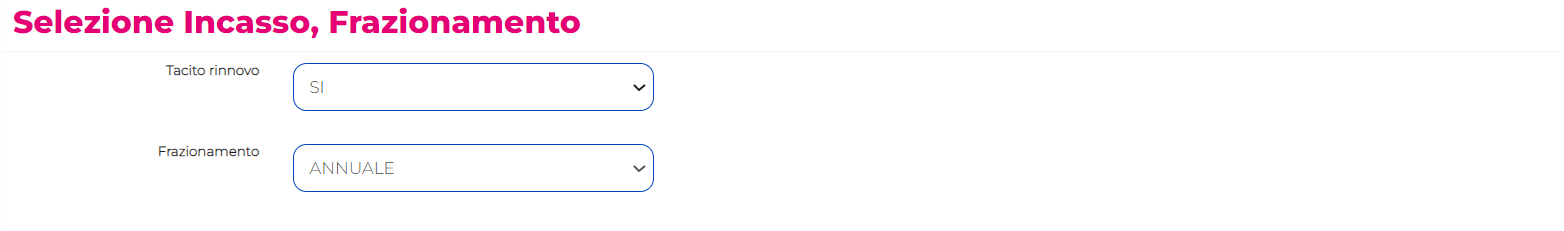 Selezione Incasso, Frazionamento
Tacito rinnovo
SI
Frazionamento
ANNUALE